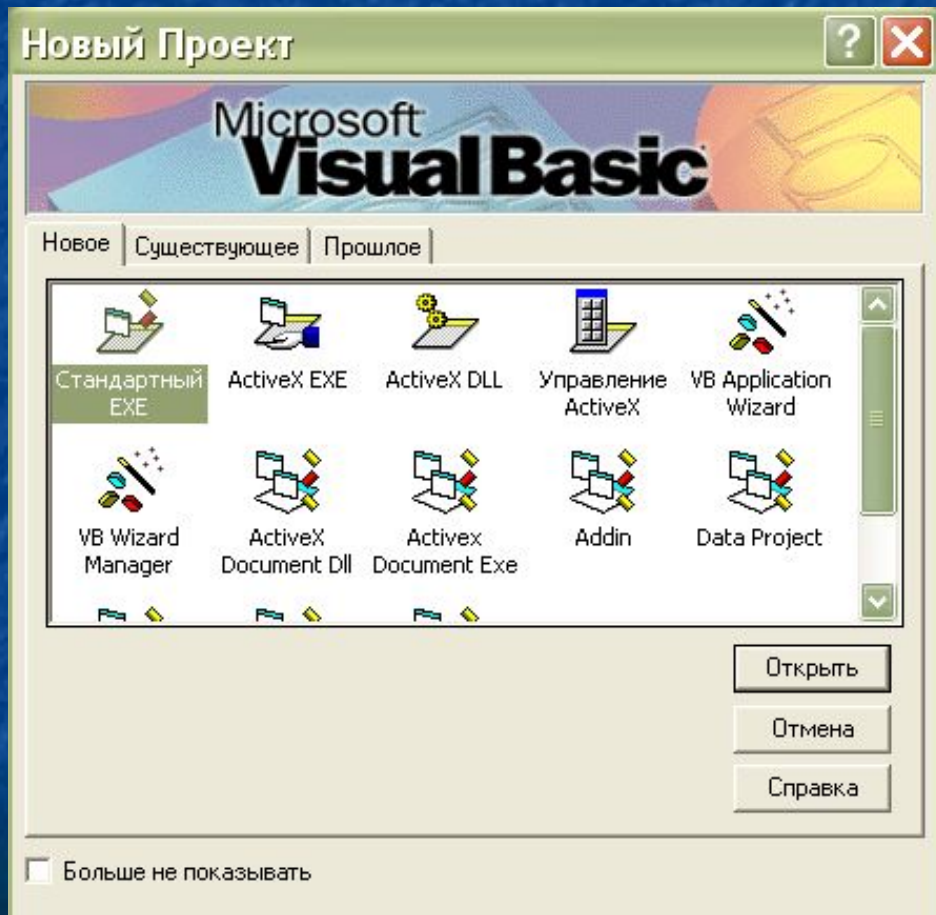 Новый Проект
Microsoft
Visual Basic
Новое Существующее Прошлое
Стандартный EXE
ActiveX EXE
ActiveX DLL
Управление ActiveX
VB Application Wizard
VB Wizard Manager
ActiveX Document Dll
Activex Document Exe
Addin
Data Project
Открыть
Отмена
Справка
Больше не показывать